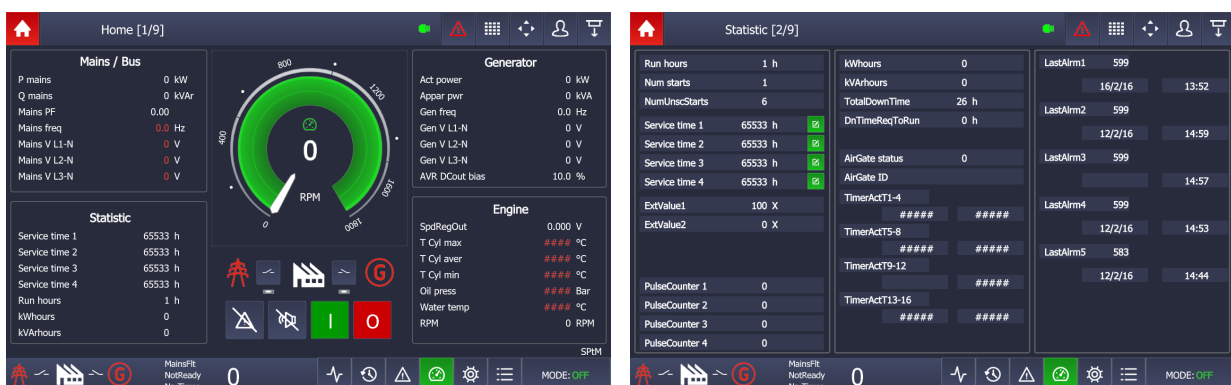 Home [1/9]
Mains / Bus
P mains 0 kW
Q mains 0 kVAr
Mains PF 0.00
Mains freq 0.0 Hz
Mains V L1-N 0 V
Mains V L2-N 0 V
Mains V L3-N 0 V
Statistic
Service time 1 65533 h
Service time 2 65533 h
Service time 3 65533 h
Service time 4 65533 h
Run hours 1 h
kWhours 0
kVArhours 0
0 400 800 1200 1600 1800
0
RPM
G
I O
Generator
Act power 0 kW
Appar pwr 0 kVA
Gen freq 0.0 Hz
Gen V L1-N 0 V
Gen V L2-N 0 V
Gen V L3-N 0 V
AVR DCout bias 10.0 %
Engine
SpdRegOut 0.000 V
T Cyl max #### °C
T Cyl aver #### °C
T Cyl min #### °C
Oil press #### Bar
Water temp #### °C
RPM 0 RPM
SPtM
G
MainsFlt
NotReady
No Timer
0
MODE: OFF
Statistic [2/9]
Run hours 1 h
Num starts 1
NumUnscStarts 6
Service time 1 65533 h
Service time 2 65533 h
Service time 3 65533 h
Service time 4 65533 h
ExtValue1 100 X
ExtValue2 0 X
PulseCounter 1 0
PulseCounter 2 0
PulseCounter 3 0
PulseCounter 4 0
kWhours 0
kVArhours 0
TotalDownTime 26 h
DnTimeReqToRun 0 h
AirGate status 0
AirGate ID
TimerActT1-4
##### #####
TimerActT5-8
##### #####
TimerActT9-12
#####
TimerActT13-16
##### #####
LastAlrm1 599
16/2/16 13:52
LastAlrm2 599
12/2/16 14:59
LastAlrm3 599
14:57
LastAlrm4 599
12/2/16 14:53
LastAlrm5 583
12/2/16 14:44
G
MainsFlt
NotReady
No Timer
0
MODE: OFF